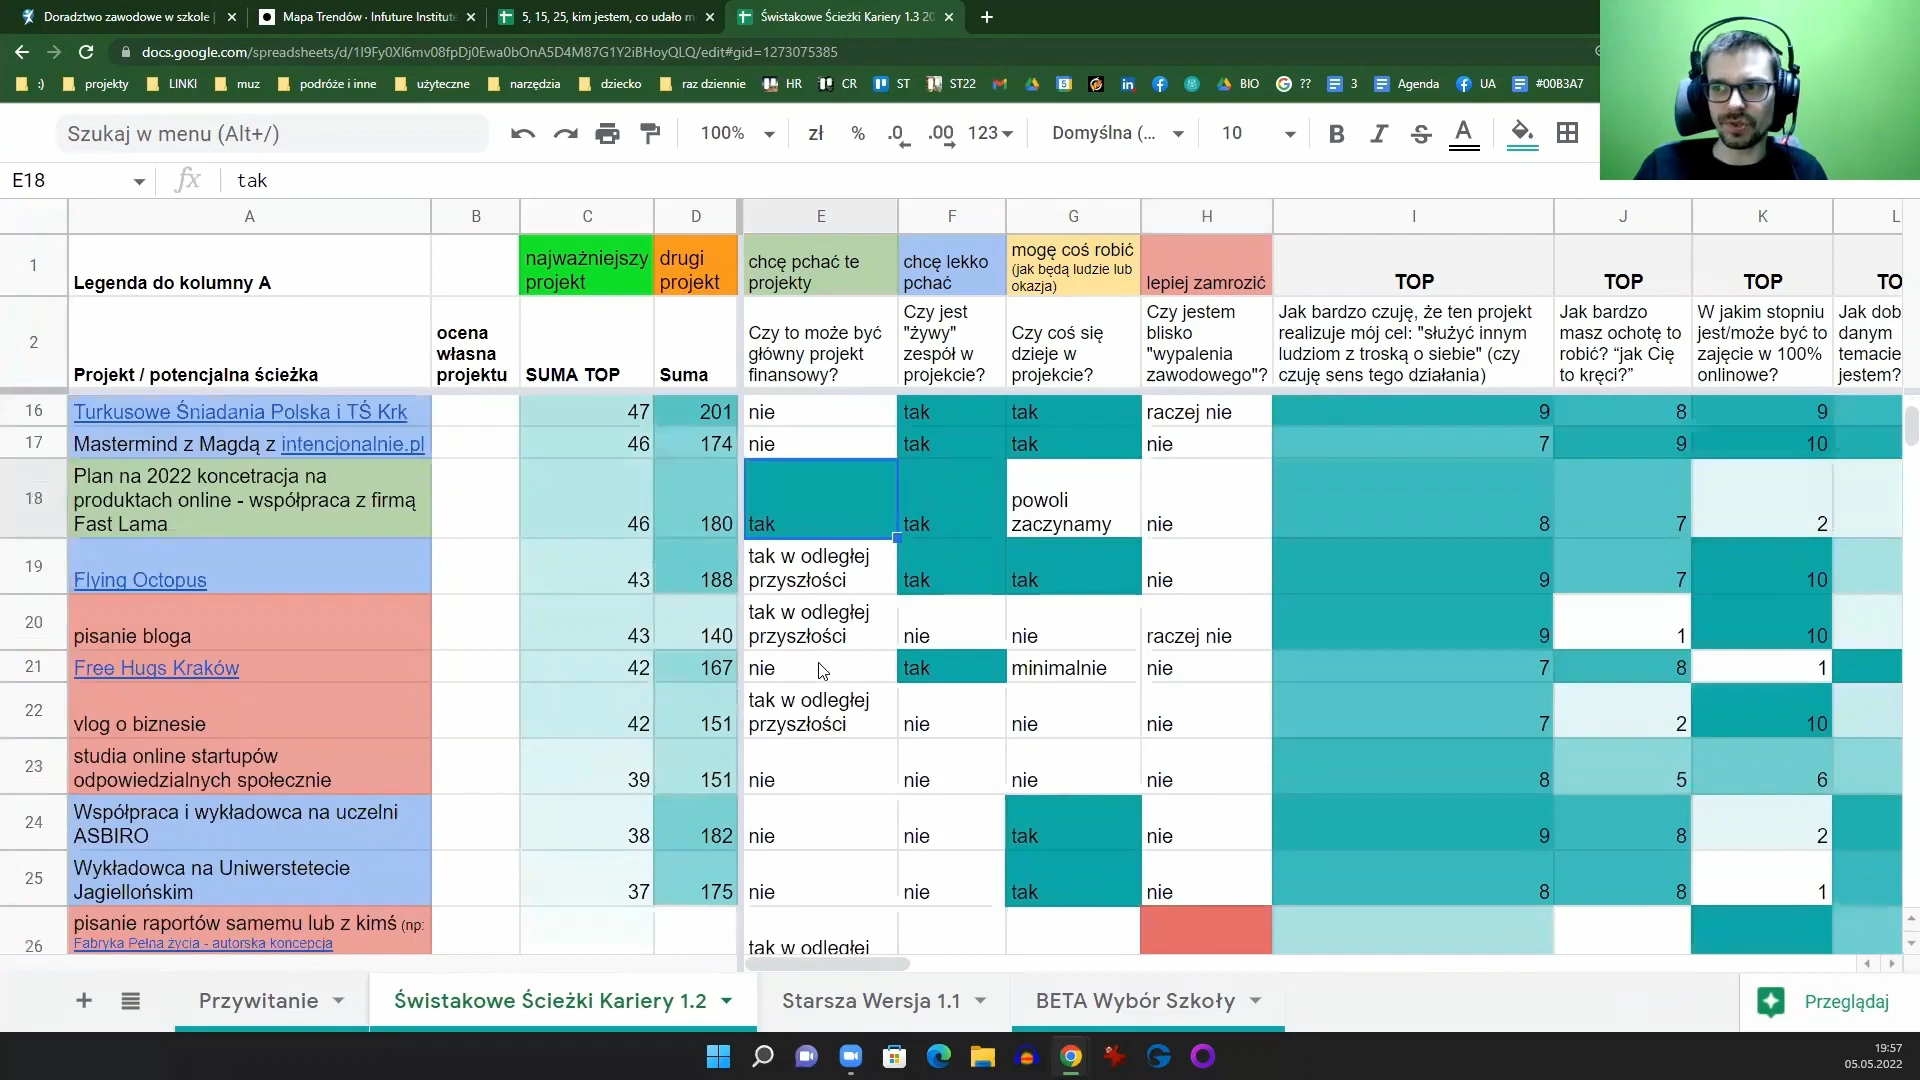 Doradztwo zawodowe w szkole
Mapa Trendów · Infuture Institute
5, 15, 25, kim jestem, co udało m
Świstakowe Ścieżki Kariery 1.3 20
docs.google.com/spreadsheets/d/1I9Fy0Xl6mv08fpDj0Ewa0bOnA5D4M87G1Y2iBHoyQLQ/edit#gid=1273075385
:) projekty LINKI muz podróże i inne użyteczne narzędzia dziecko raz dziennie HR CR ST ST22 BIO ?? 3 Agenda UA #00B3A7
Szukaj w menu (Alt+/) 100% zł % .0 .00 123 Domyślna (... 10 B I S A
E18 fx tak
A B C D E F G H I J K L
1 Legenda do kolumny A
najważniejszy projekt
drugi projekt
chcę pchać te projekty
chcę lekko pchać
mogę coś robić (jak będą ludzie lub okazja)
lepiej zamrozić
TOP TOP TOP TO
2 Projekt / potencjalna ścieżka
ocena własna projektu
SUMA TOP
Suma
Czy to może być główny projekt finansowy?
Czy jest "żywy" zespół w projekcie?
Czy coś się dzieje w projekcie?
Czy jestem blisko "wypalenia zawodowego"?
Jak bardzo czuję, że ten projekt realizuje mój cel: "służyć innym ludziom z troską o siebie" (czy czuję sens tego działania)
Jak bardzo masz ochotę to robić? “jak Cię to kręci?”
W jakim stopniu jest/może być to zajęcie w 100% onlinowe?
Jak dob danym temacie jestem?
16 Turkusowe Śniadania Polska i TŚ Krk 47 201 nie tak tak raczej nie 9 8 9
17 Mastermind z Magdą z intencjonalnie.pl 46 174 nie tak tak nie 7 9 10
18 Plan na 2022 koncetracja na produktach online - współpraca z firmą Fast Lama 46 180 tak tak powoli zaczynamy nie 8 7 2
19 Flying Octopus 43 188 tak w odległej przyszłości tak tak nie 9 7 10
20 pisanie bloga 43 140 tak w odległej przyszłości nie nie raczej nie 9 1 10
21 Free Hugs Kraków 42 167 nie tak minimalnie nie 7 8 1
22 vlog o biznesie 42 151 tak w odległej przyszłości nie nie nie 7 2 10
23 studia online startupów odpowiedzialnych społecznie 39 151 nie nie nie nie 8 5 6
24 Współpraca i wykładowca na uczelni ASBIRO 38 182 nie nie tak nie 9 8 2
25 Wykładowca na Uniwerstetecie Jagiellońskim 37 175 nie nie tak nie 8 8 1
26 pisanie raportów samemu lub z kimś (np: Fabryka Pełna życia - autorska koncepcja tak w odległej
Przywitanie Świstakowe Ścieżki Kariery 1.2 Starsza Wersja 1.1 BETA Wybór Szkoły Przeglądaj
19:57
05.05.2022